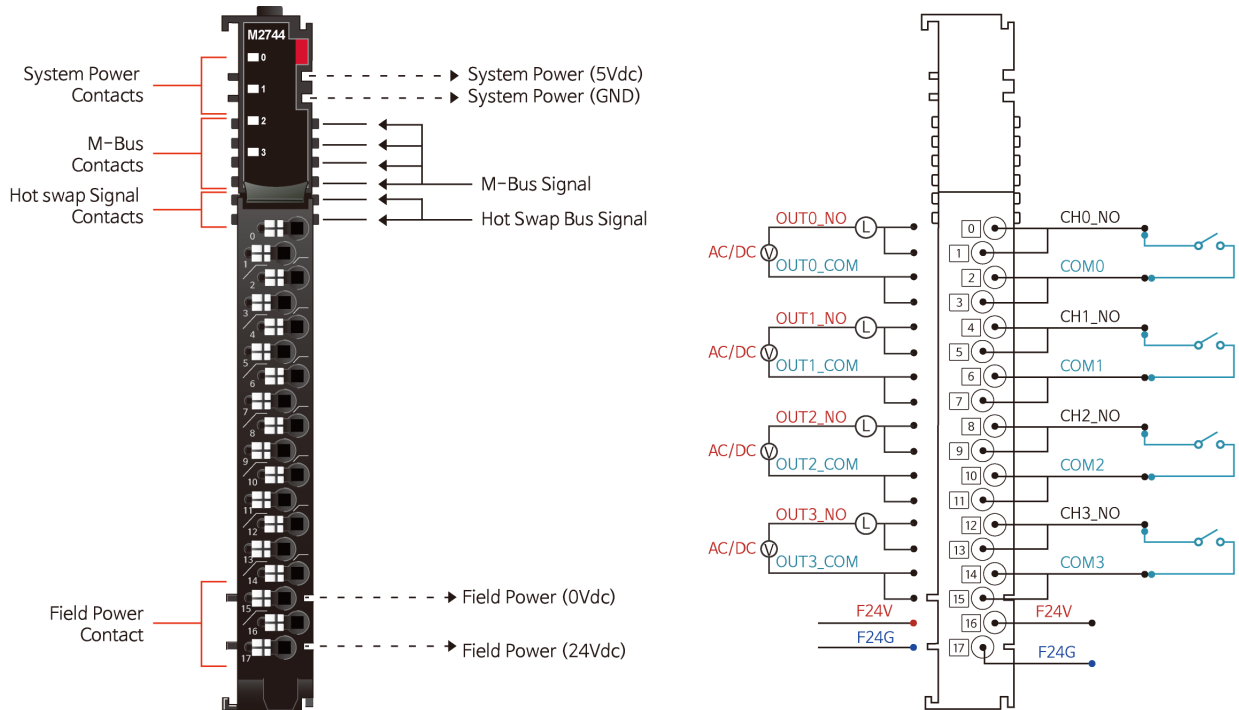 M2744
0
1
2
3
System Power
Contacts
System Power (5Vdc)
System Power (GND)
M-Bus
Contacts
Hot swap Signal
Contacts
M-Bus Signal
Hot Swap Bus Signal
0
1
2
3
4
5
6
7
8
9
10
11
12
13
14
15
16
17
Field Power
Contact
Field Power (0Vdc)
Field Power (24Vdc)
OUT0_NO
L
AC/DC
V
OUT0_COM
OUT1_NO
L
AC/DC
V
OUT1_COM
OUT2_NO
L
AC/DC
V
OUT2_COM
OUT3_NO
L
AC/DC
V
OUT3_COM
F24V
F24G
0
1
2
3
4
5
6
7
8
9
10
11
12
13
14
15
16
17
CH0_NO
COM0
CH1_NO
COM1
CH2_NO
COM2
CH3_NO
COM3
F24V
F24G